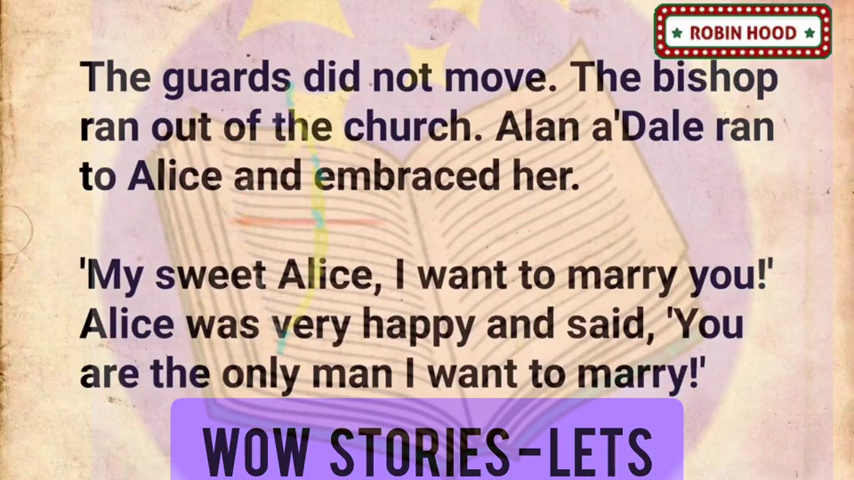 ROBIN HOOD
The guards did not move. The bishop
ran out of the church. Alan a'Dale ran
to Alice and embraced her.
'My sweet Alice, I want to marry you!'
Alice was very happy and said, 'You
are the only man I want to marry!'
WOW STORIES-LETS